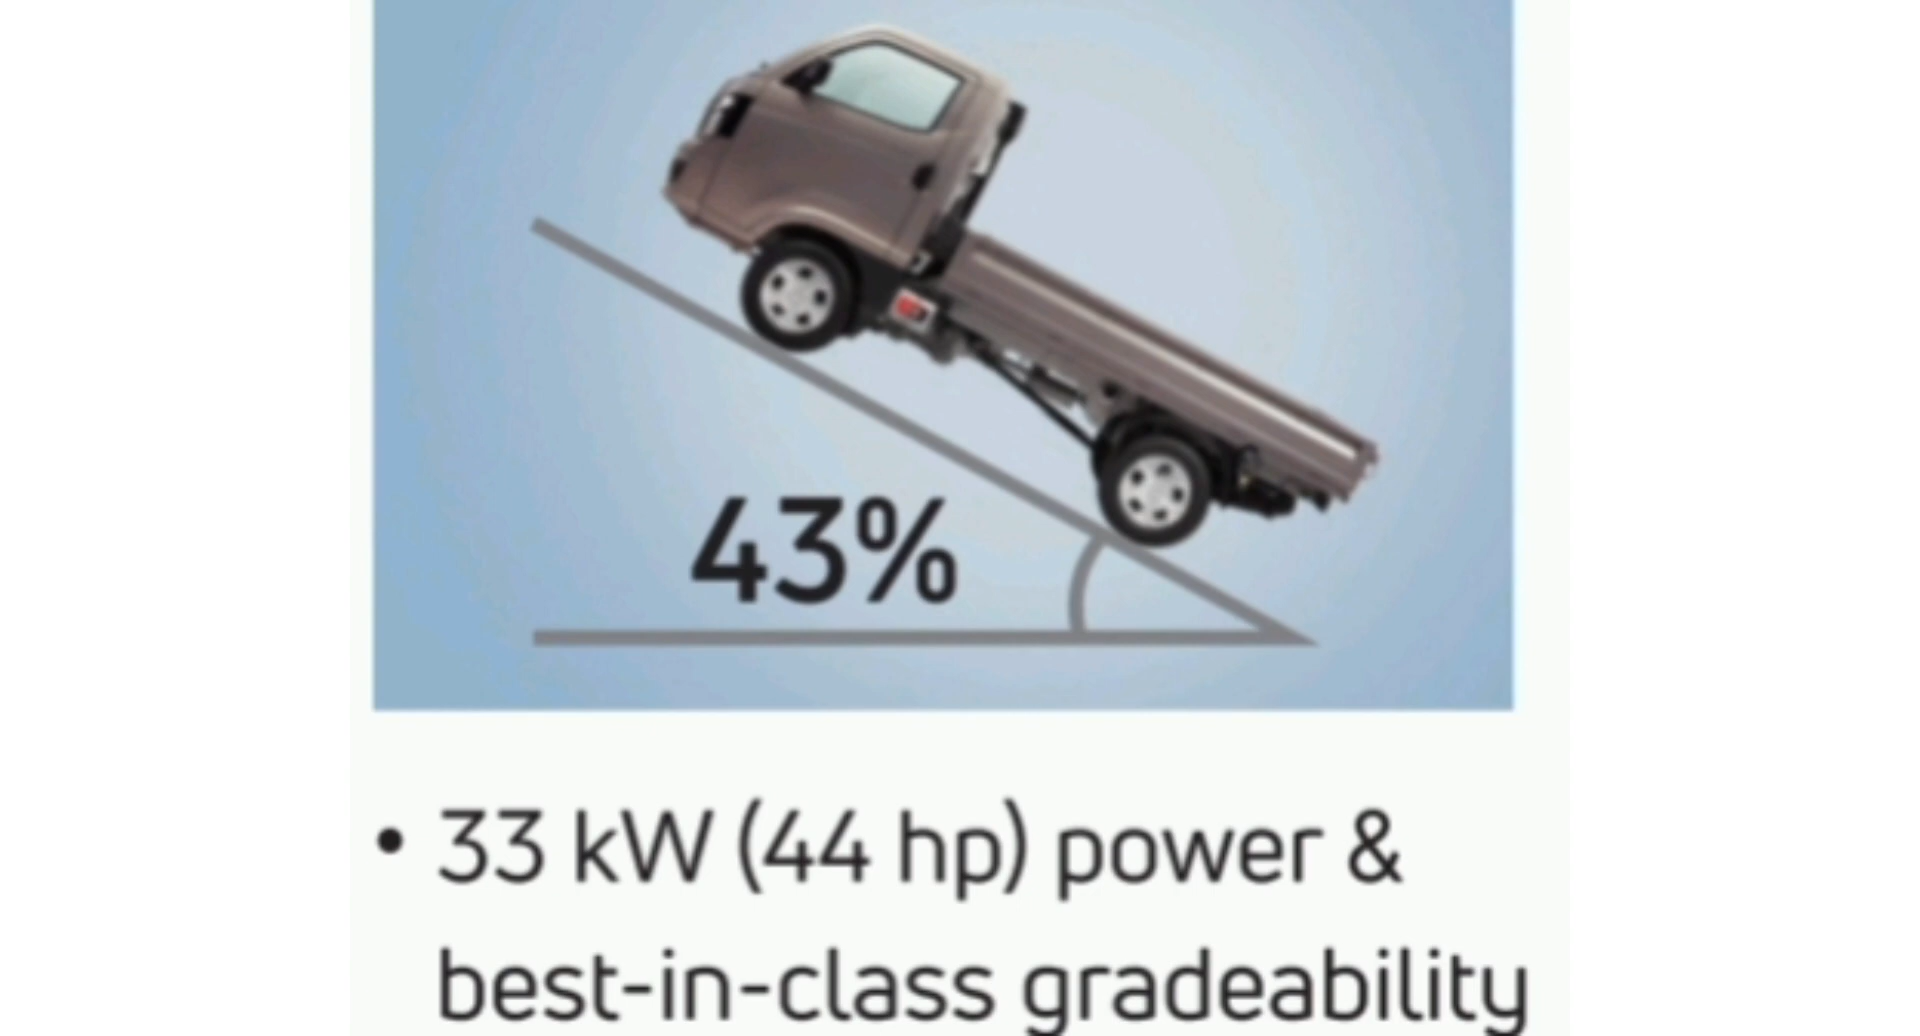 43%
• 33 kW (44 hp) power &
best-in-class gradeability